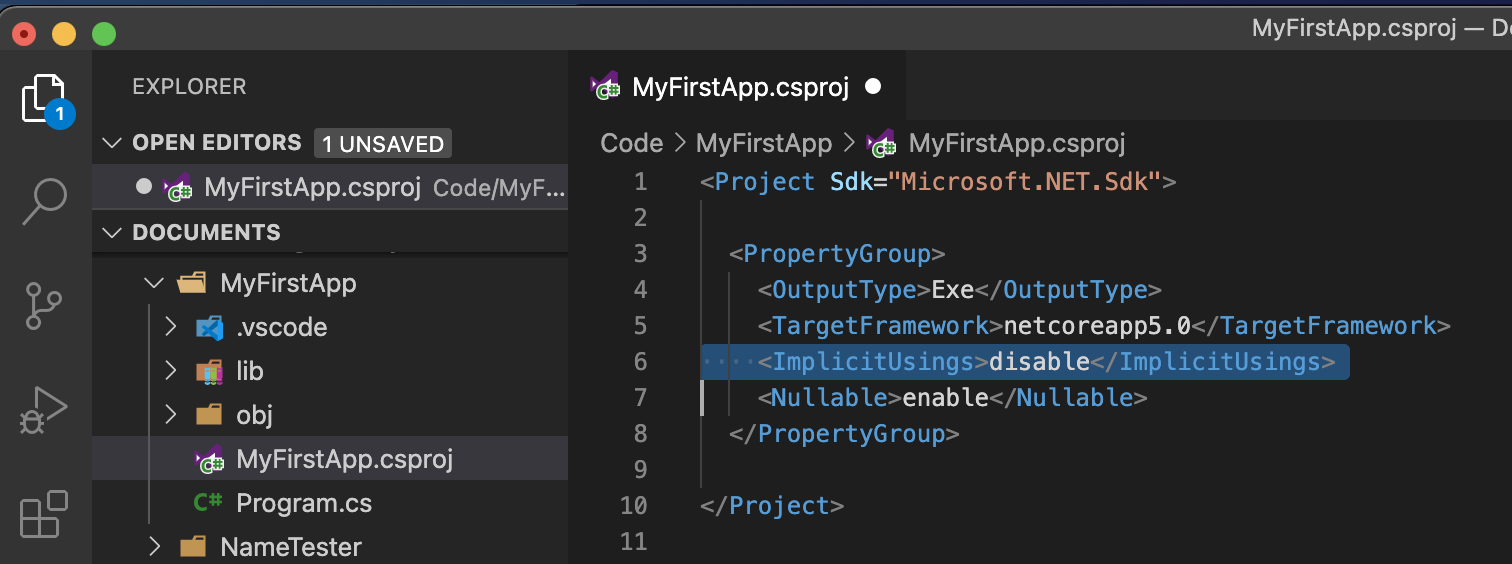 MyFirstApp.csproj — D
EXPLORER
OPEN EDITORS 1 UNSAVED
MyFirstApp.csproj Code/MyF...
DOCUMENTS
MyFirstApp
.vscode
lib
obj
MyFirstApp.csproj
C# Program.cs
NameTester
1
MyFirstApp.csproj
Code > MyFirstApp > MyFirstApp.csproj
1 <Project Sdk="Microsoft.NET.Sdk">
2
3 <PropertyGroup>
4 <OutputType>Exe</OutputType>
5 <TargetFramework>netcoreapp5.0</TargetFramework>
6 <ImplicitUsings>disable</ImplicitUsings>
7 <Nullable>enable</Nullable>
8 </PropertyGroup>
9
10 </Project>
11